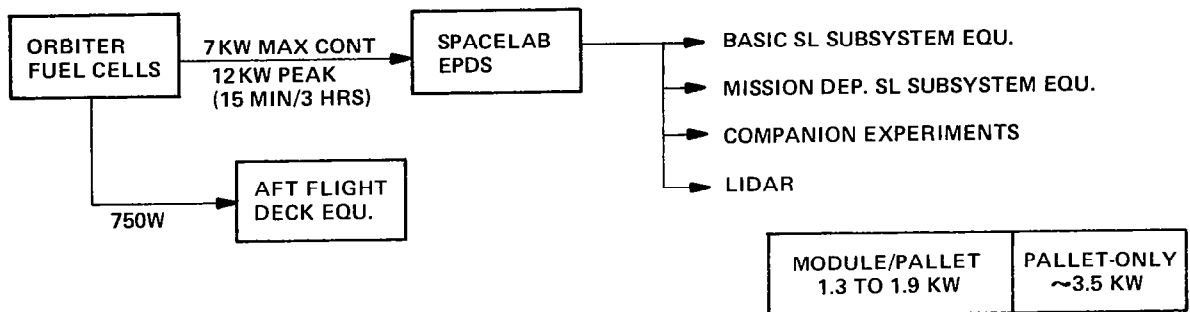 ORBITER
FUEL CELLS
7 KW MAX CONT
12 KW PEAK
(15 MIN/3 HRS)
SPACELAB
EPDS
BASIC SL SUBSYSTEM EQU.
MISSION DEP. SL SUBSYSTEM EQU.
COMPANION EXPERIMENTS
LIDAR
750W
AFT FLIGHT
DECK EQU.
MODULE/PALLET
1.3 TO 1.9 KW
PALLET-ONLY
~3.5 KW